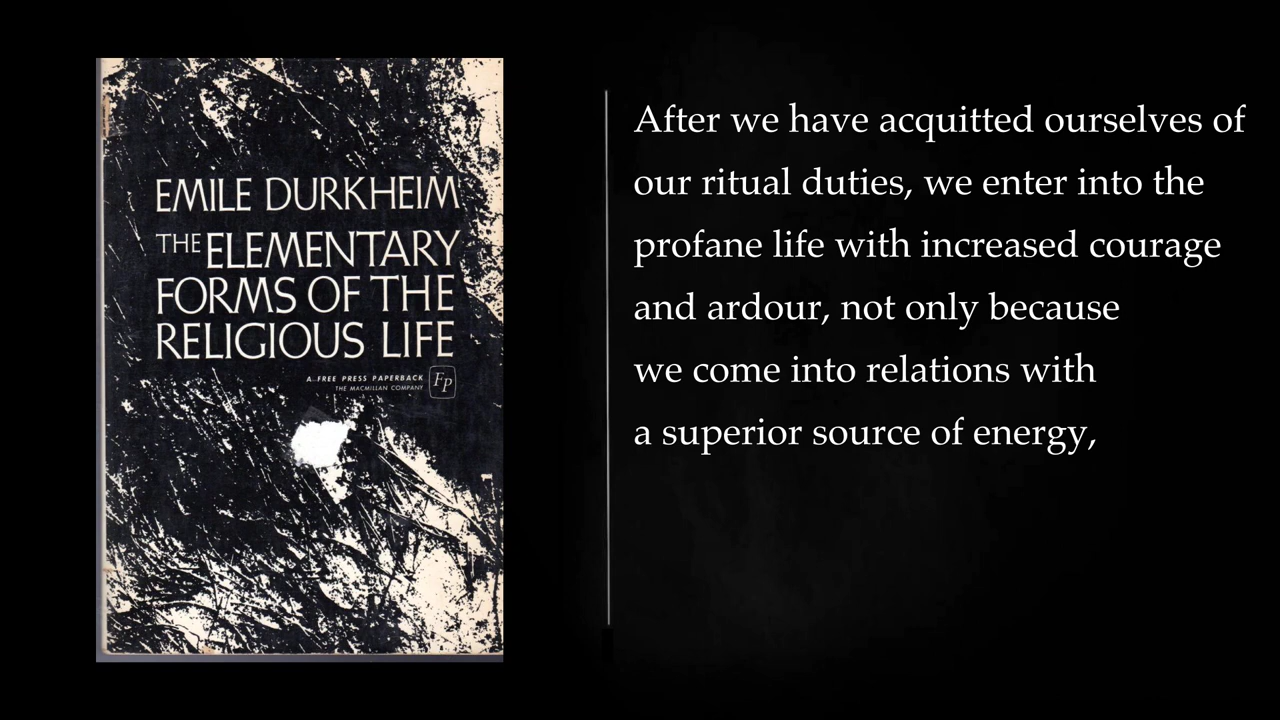 EMILE DURKHEIM
THE ELEMENTARY
FORMS OF THE
RELIGIOUS LIFE
A FREE PRESS PAPERBACK
THE MACMILLAN COMPANY
FP
After we have acquitted ourselves of
our ritual duties, we enter into the
profane life with increased courage
and ardour, not only because
we come into relations with
a superior source of energy,